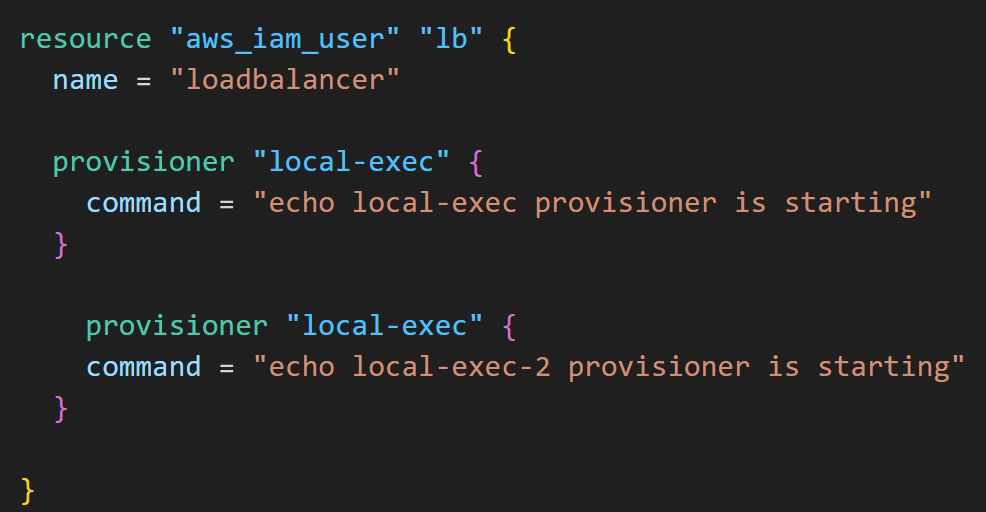 resource "aws_iam_user" "lb" {
  name = "loadbalancer"

  provisioner "local-exec" {
    command = "echo local-exec provisioner is starting"
  }

    provisioner "local-exec" {
    command = "echo local-exec-2 provisioner is starting"
  }

}